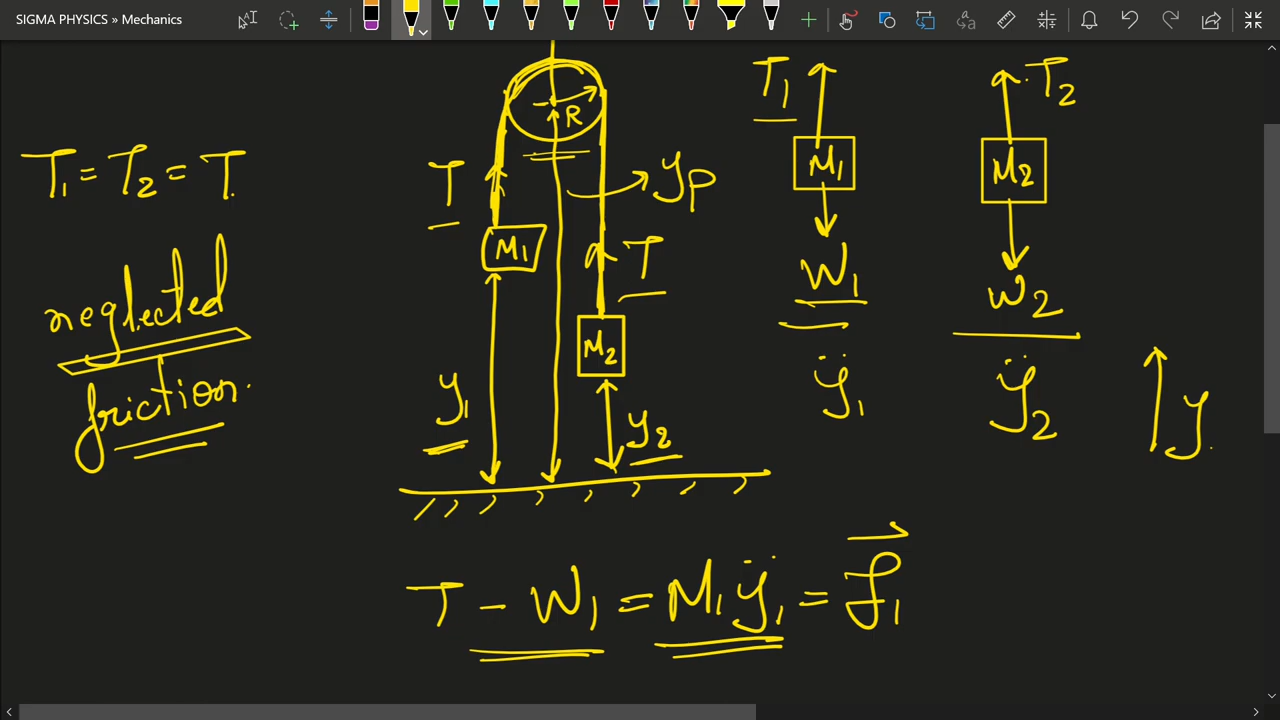 SIGMA PHYSICS » Mechanics
T₁ = T₂ = T.
neglected
friction.
R
T
yp
M₁
T
M₂
y₁
y₂
T₁
M₁
W₁
ÿ₁
T₂
M₂
W₂
ÿ₂
y.
T - W₁ = M₁ÿ₁ = f⃗₁